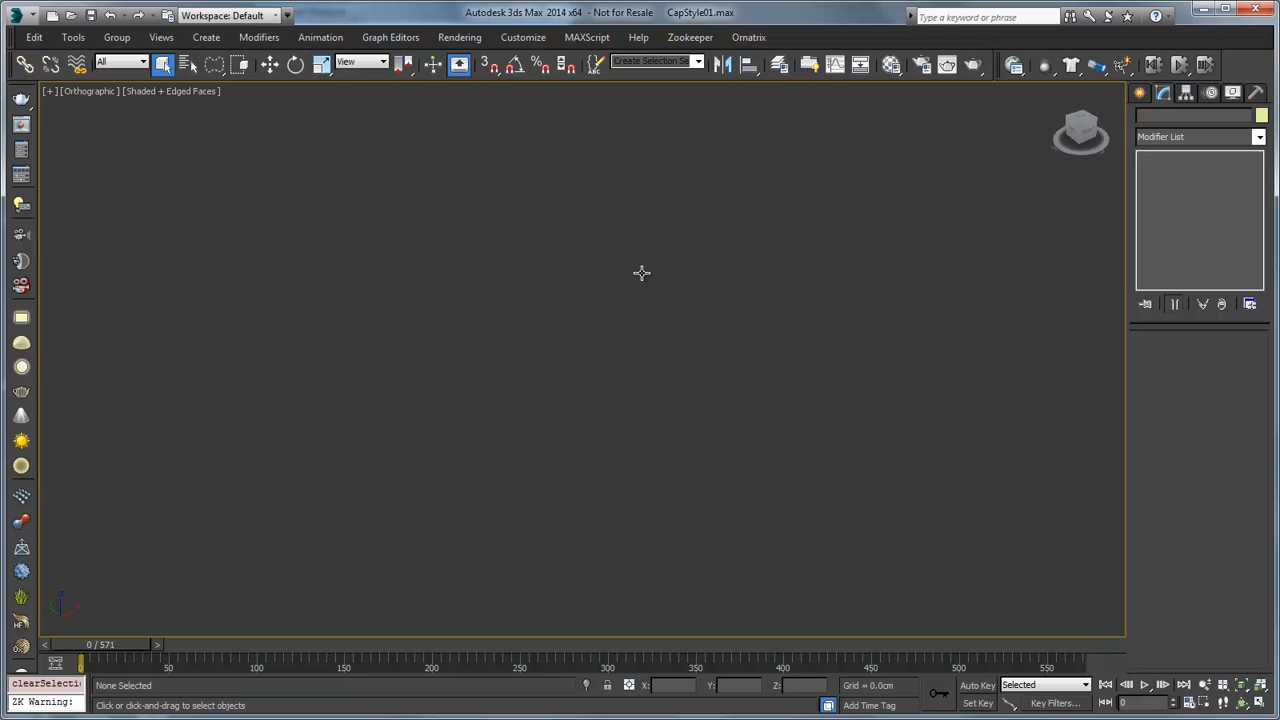 Workspace: Default
Autodesk 3ds Max  2014 x64   - Not for Resale    CapStyle01.max
Type a keyword or phrase
Edit Tools Group Views Create Modifiers Animation Graph Editors Rendering Customize MAXScript Help Zookeeper Ornatrix
All
View
Create Selection Se
[+] [Orthographic] [Shaded + Edged Faces]
Modifier List
0 / 571
0 50 100 150 200 250 300 350 400 450 500 550
clearSelecti
None Selected
X: Y: Z:
Grid = 0.0cm
Auto Key
Selected
ZK Warning:
Click or click-and-drag to select objects
Add Time Tag
Set Key
Key Filters...
0